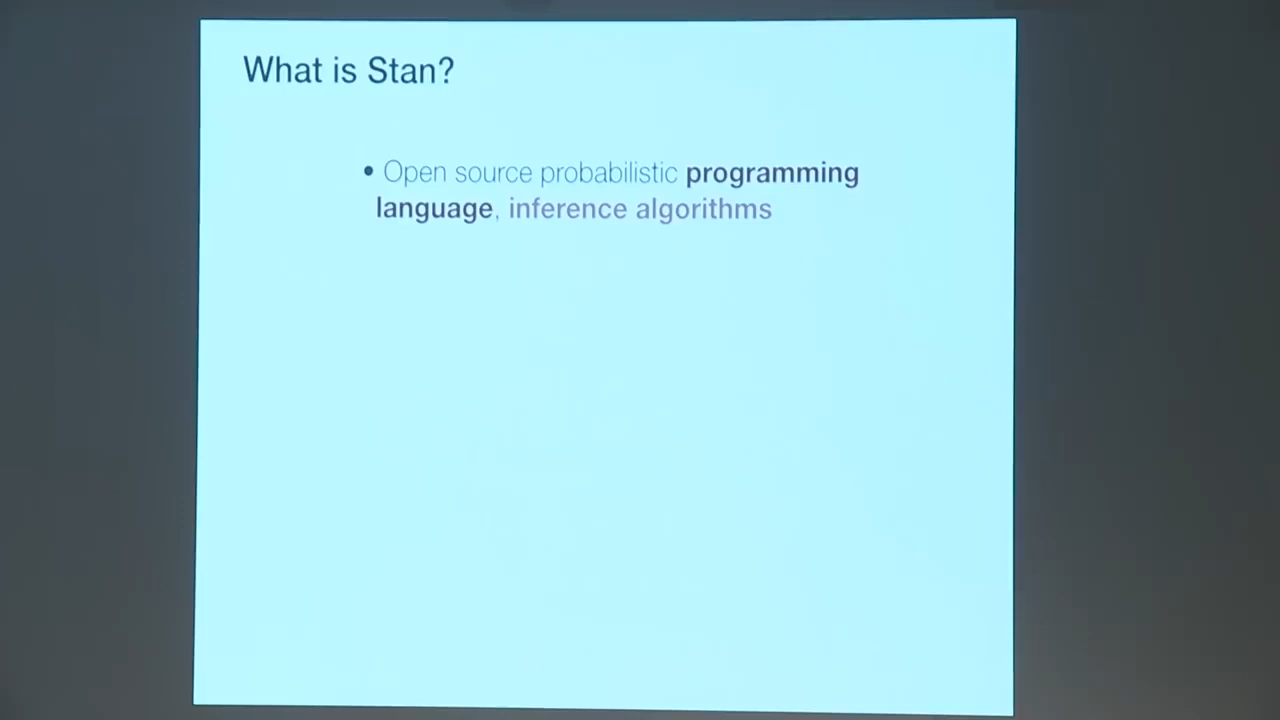 What is Stan?
• Open source probabilistic programming
language, inference algorithms